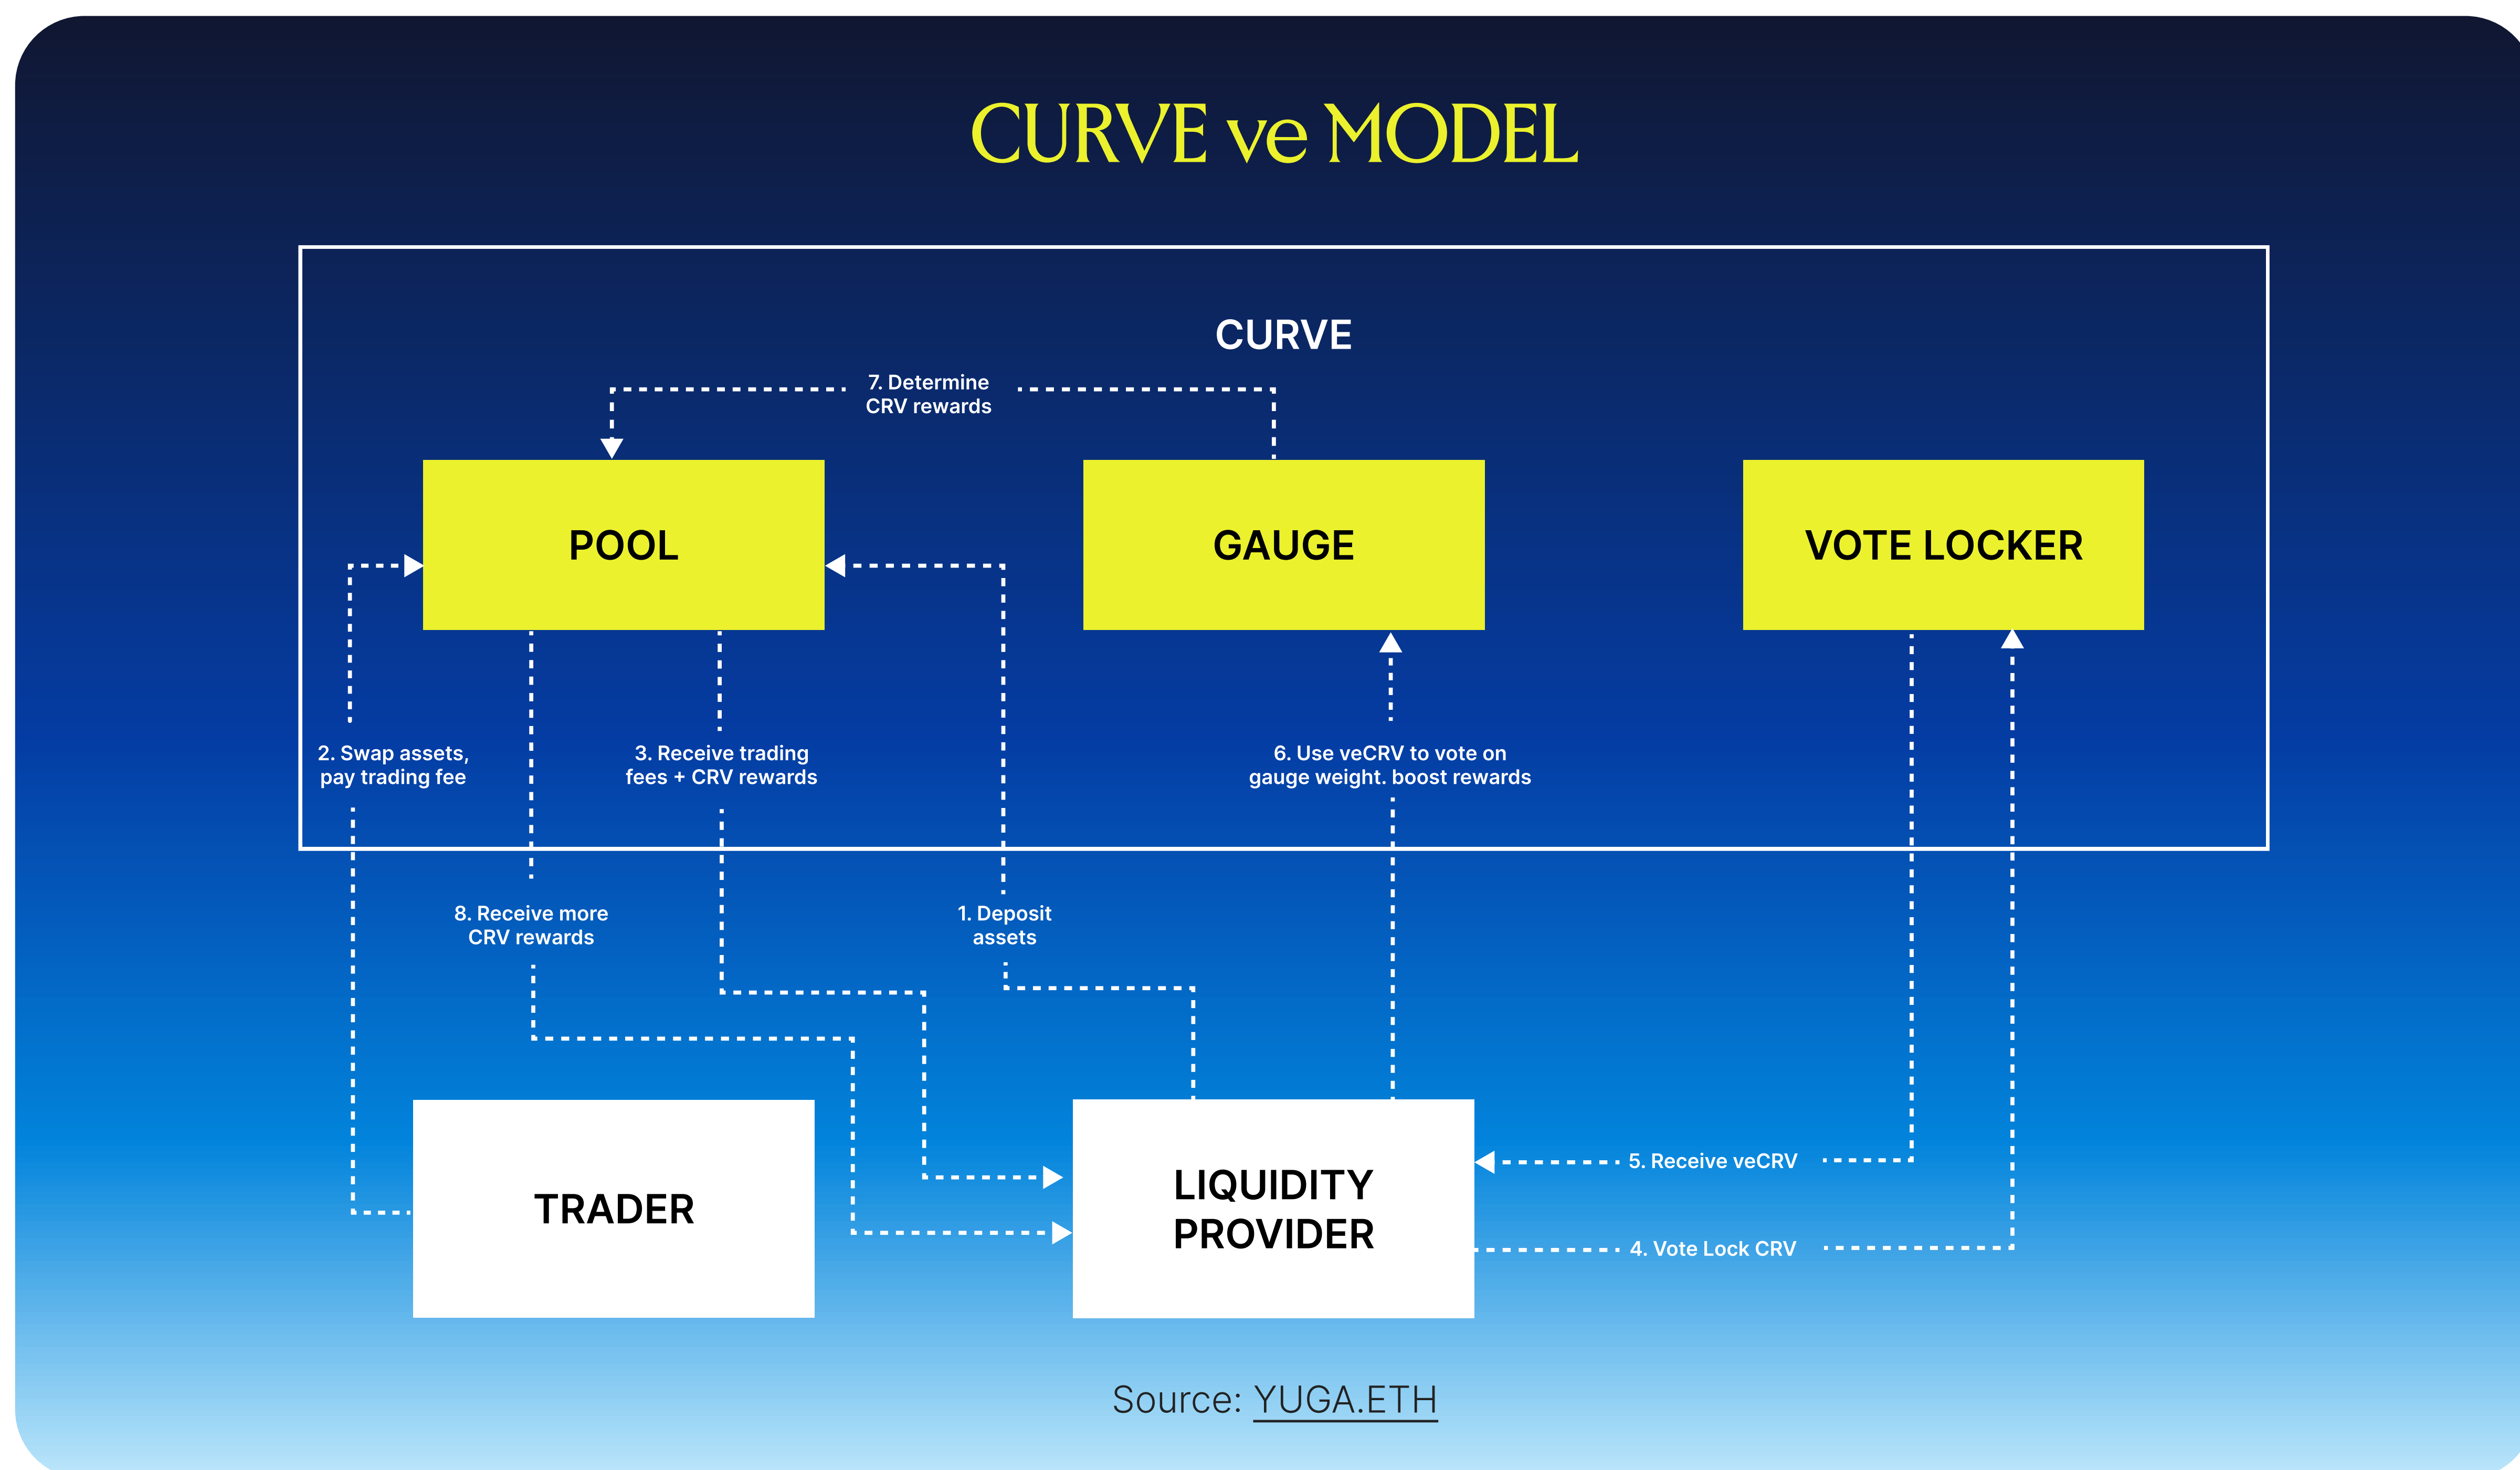 CURVE ve MODEL
CURVE
7. Determine
CRV rewards
POOL
GAUGE
VOTE LOCKER
2. Swap assets,
pay trading fee
3. Receive trading
fees + CRV rewards
6. Use veCRV to vote on
gauge weight. boost rewards
8. Receive more
CRV rewards
1. Deposit
assets
TRADER
LIQUIDITY
PROVIDER
5. Receive veCRV
4. Vote Lock CRV
Source: YUGA.ETH